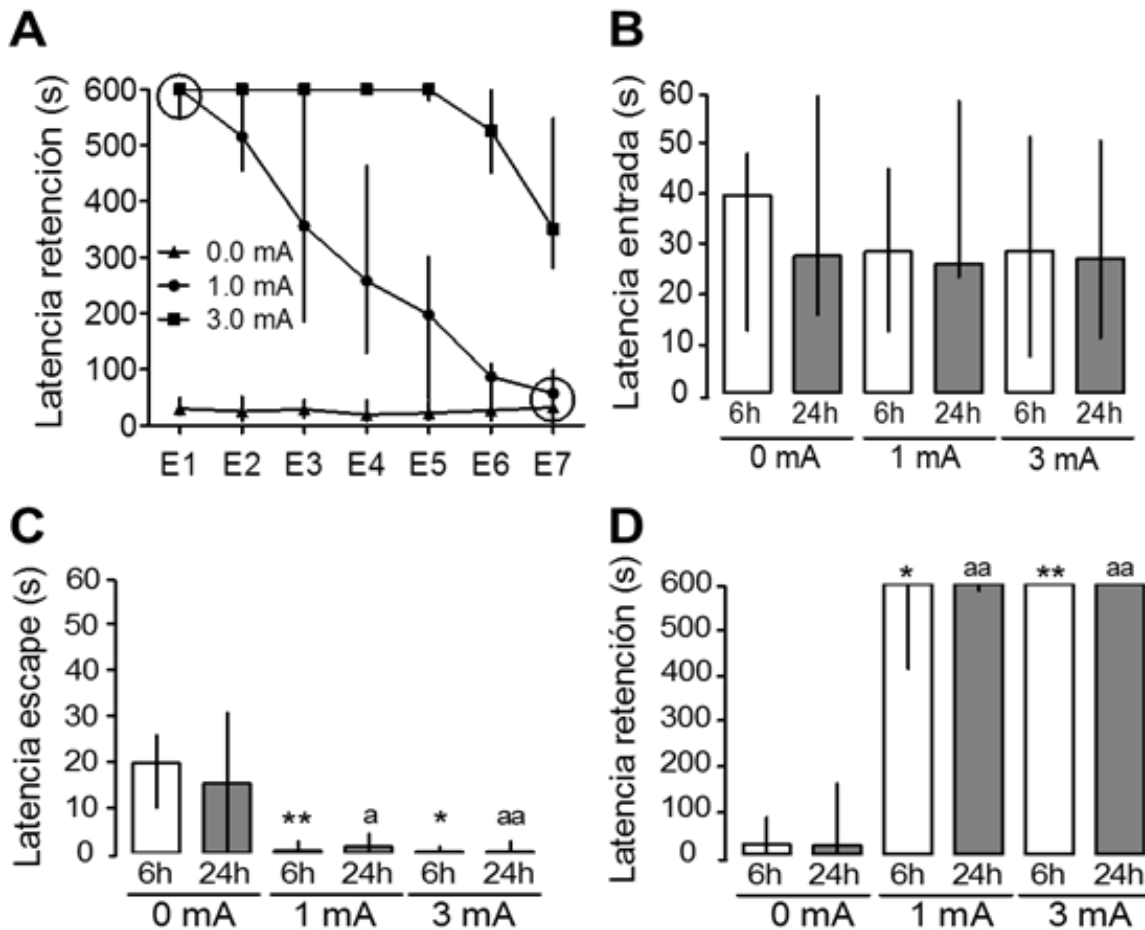 A
Latencia retención (s)
600
500
400
300
200
100
0
0.0 mA
1.0 mA
3.0 mA
E1 E2 E3 E4 E5 E6 E7
B
Latencia entrada (s)
60
50
40
30
20
10
0
6h 24h 6h 24h 6h 24h
0 mA 1 mA 3 mA
C
Latencia escape (s)
60
50
40
30
20
10
0
** a * aa
6h 24h 6h 24h 6h 24h
0 mA 1 mA 3 mA
D
Latencia retención (s)
600
500
400
300
200
100
0
* aa ** aa
6h 24h 6h 24h 6h 24h
0 mA 1 mA 3 mA